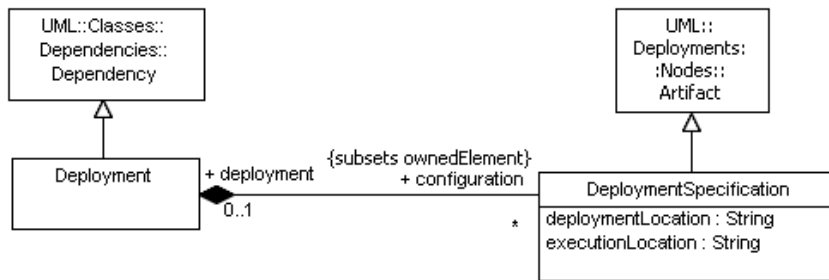 UML::Classes::
Dependencies::
Dependency
UML::
Deployments:
:Nodes::
Artifact
Deployment
+ deployment
0..1
{subsets ownedElement}
+ configuration
*
DeploymentSpecification
deploymentLocation : String
executionLocation : String